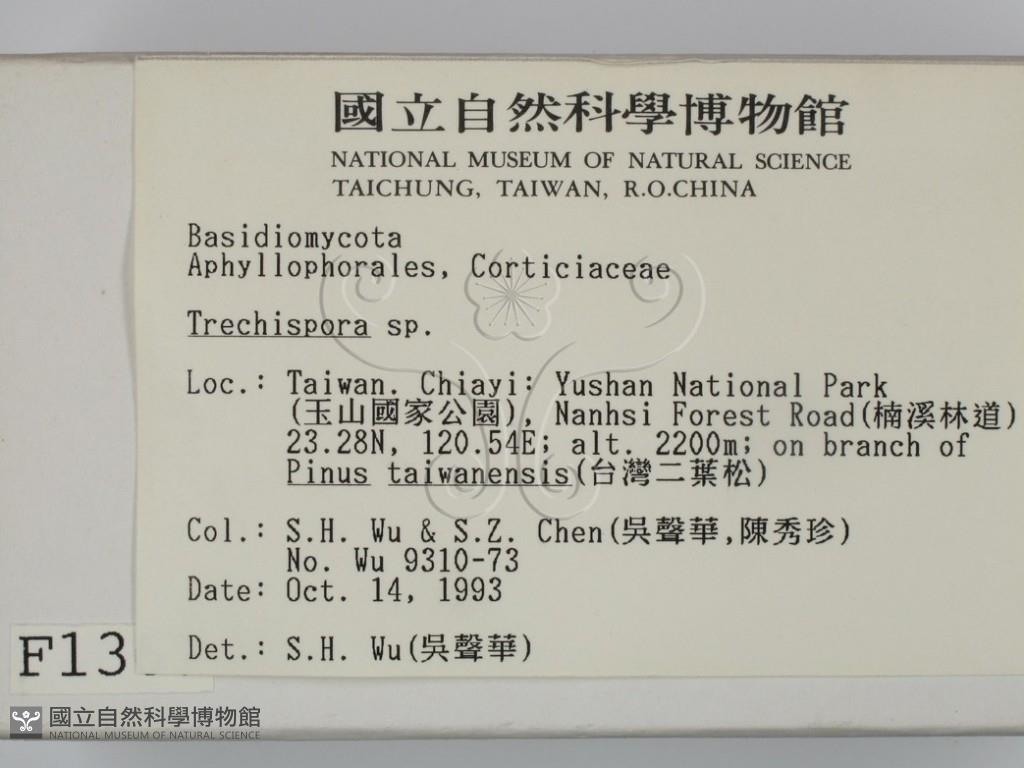 國立自然科學博物館
NATIONAL MUSEUM OF NATURAL SCIENCE
TAICHUNG, TAIWAN, R.O.CHINA
Basidiomycota
Aphyllophorales, Corticiaceae
Trechispora sp.
Loc.: Taiwan. Chiayi: Yushan National Park
(玉山國家公園), Nanhsi Forest Road(楠溪林道)
23.28N, 120.54E; alt. 2200m; on branch of
Pinus taiwanensis(台灣二葉松)
Col.: S.H. Wu & S.Z. Chen(吳聲華,陳秀珍)
No. Wu 9310-73
Date: Oct. 14, 1993
Det.: S.H. Wu(吳聲華)
F13
國立自然科學博物館
NATIONAL MUSEUM OF NATURAL SCIENCE